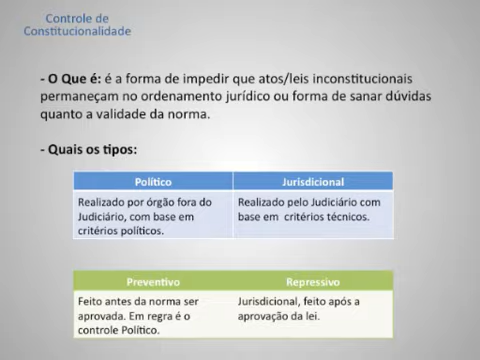 Controle de
Constitucionalidade
- O Que é: é a forma de impedir que atos/leis inconstitucionais
permaneçam no ordenamento jurídico ou forma de sanar dúvidas
quanto a validade da norma.
- Quais os tipos:
Político
Jurisdicional
Realizado por órgão fora do
Judiciário, com base em
critérios políticos.
Realizado pelo Judiciário com
base em critérios técnicos.
Preventivo
Repressivo
Feito antes da norma ser
aprovada. Em regra é o
controle Político.
Jurisdicional, feito após a
aprovação da lei.